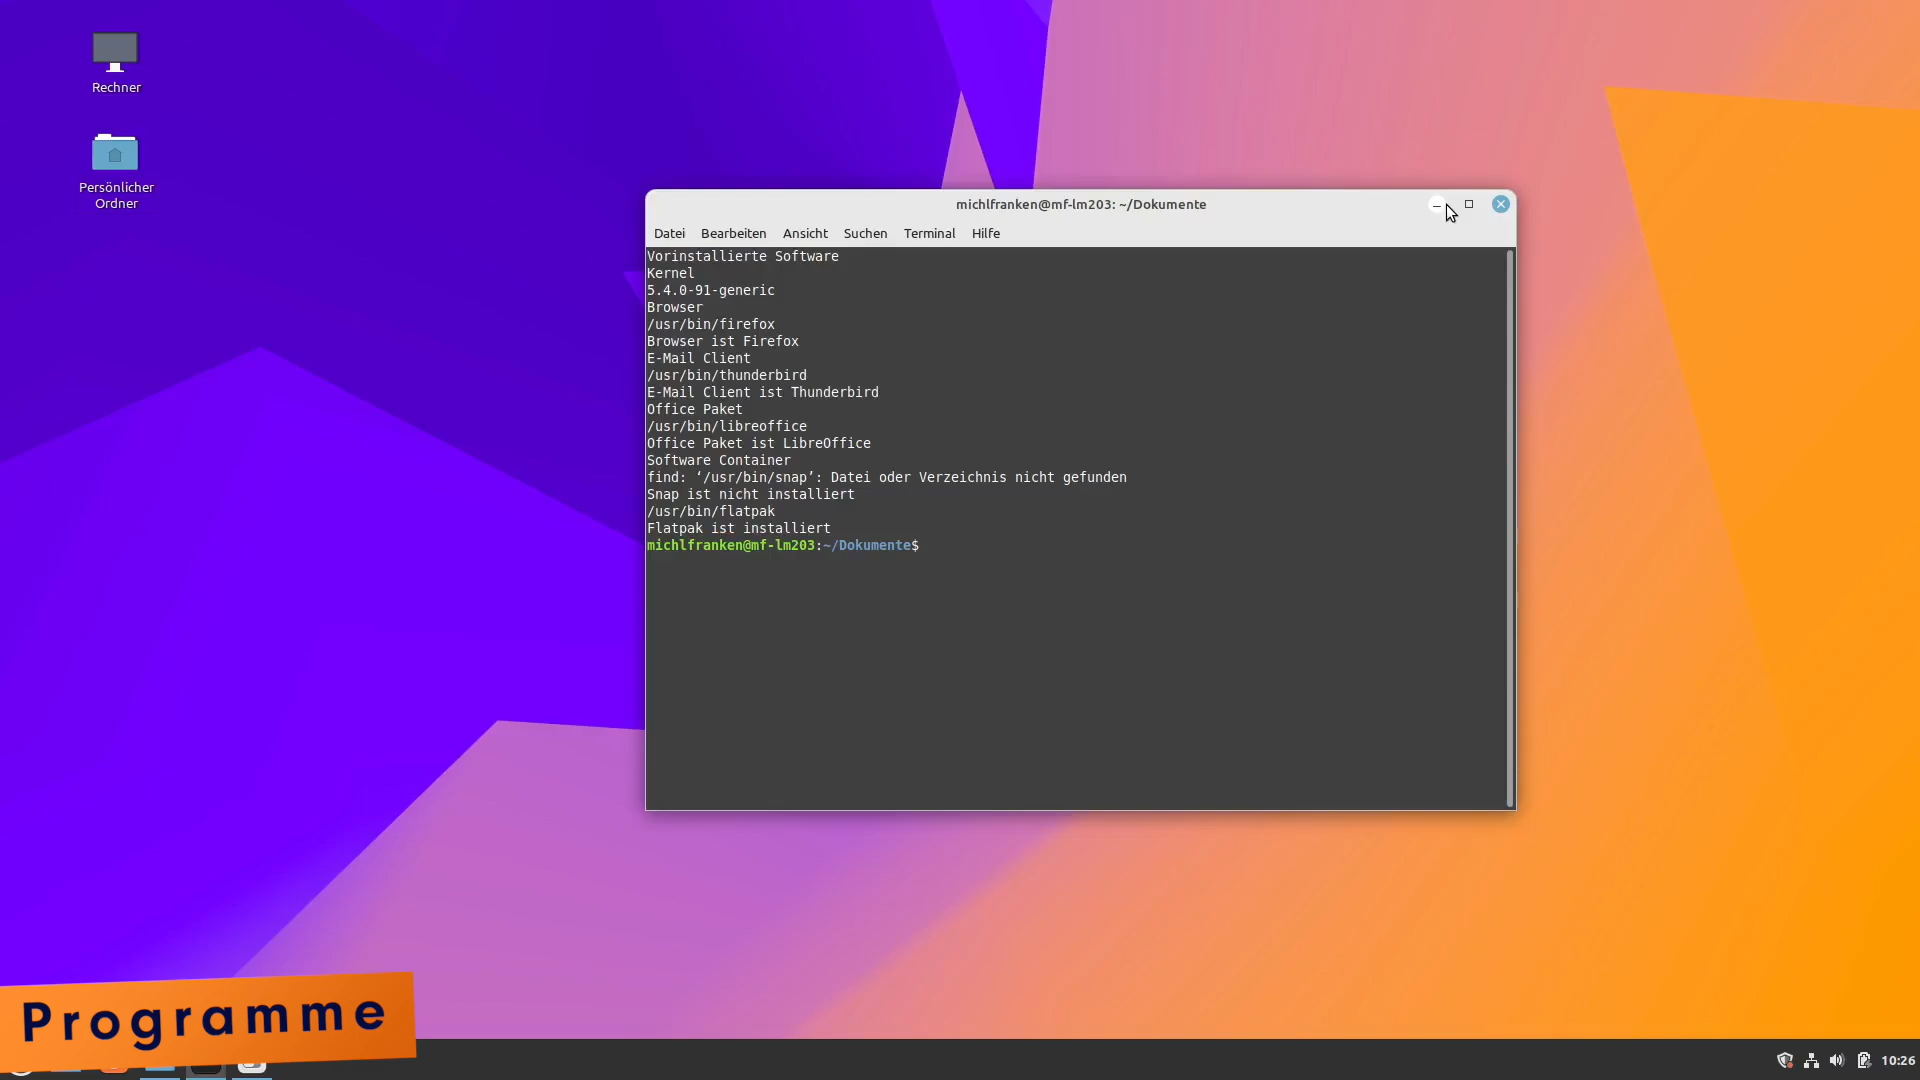 Rechner
Persönlicher
Ordner
michlfranken@mf-lm203: ~/Dokumente
Datei Bearbeiten Ansicht Suchen Terminal Hilfe
Vorinstallierte Software
Kernel
5.4.0-91-generic
Browser
/usr/bin/firefox
Browser ist Firefox
E-Mail Client
/usr/bin/thunderbird
E-Mail Client ist Thunderbird
Office Paket
/usr/bin/libreoffice
Office Paket ist LibreOffice
Software Container
find: ‘/usr/bin/snap’: Datei oder Verzeichnis nicht gefunden
Snap ist nicht installiert
/usr/bin/flatpak
Flatpak ist installiert
michlfranken@mf-lm203:~/Dokumente$
Programme
10:26